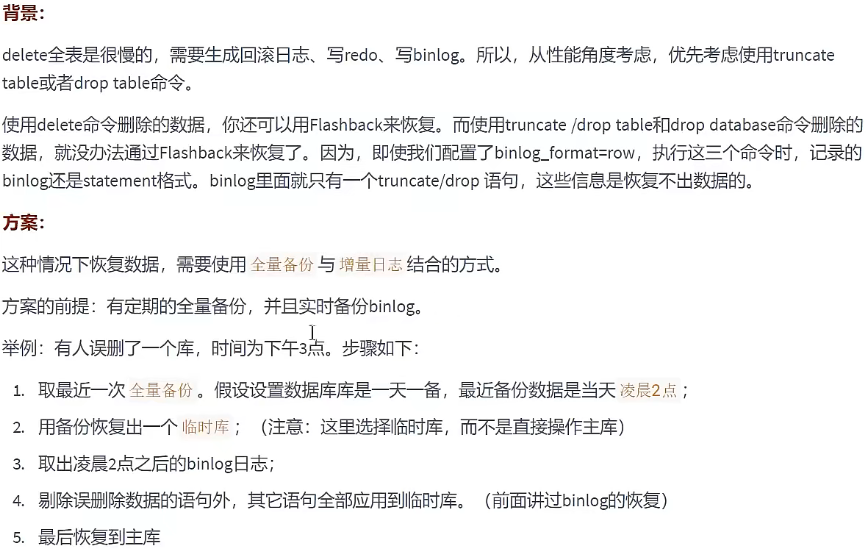 背景：
delete全表是很慢的，需要生成回滚日志、写redo、写binlog。所以，从性能角度考虑，优先考虑使用truncate
table或者drop table命令。
使用delete命令删除的数据，你还可以用Flashback来恢复。而使用truncate /drop table和drop database命令删除的
数据，就没办法通过Flashback来恢复了。因为，即使我们配置了binlog_format=row，执行这三个命令时，记录的
binlog还是statement格式。binlog里面就只有一个truncate/drop 语句，这些信息是恢复不出数据的。
方案：
这种情况下恢复数据，需要使用 全量备份 与 增量日志 结合的方式。
方案的前提：有定期的全量备份，并且实时备份binlog。
举例：有人误删了一个库，时间为下午3点。步骤如下：
1. 取最近一次 全量备份 。假设设置数据库库是一天一备，最近备份数据是当天 凌晨2点 ；
2. 用备份恢复出一个 临时库 ；（注意：这里选择临时库，而不是直接操作主库）
3. 取出凌晨2点之后的binlog日志；
4. 剔除误删除数据的语句外，其它语句全部应用到临时库。（前面讲过binlog的恢复）
5. 最后恢复到主库